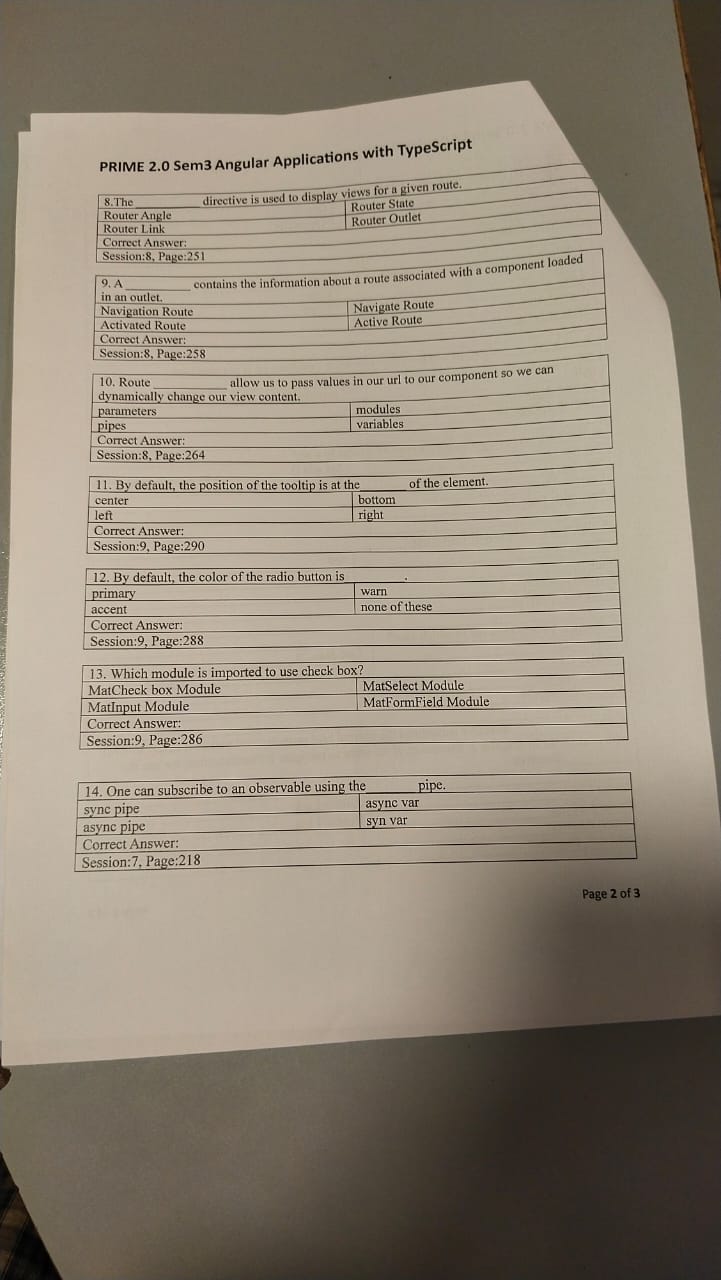 PRIME 2.0 Sem3 Angular Applications with TypeScript
8.The _________ directive is used to display views for a given route.
Router Angle Router State
Router Link Router Outlet
Correct Answer:
Session:8, Page:251
9. A _________ contains the information about a route associated with a component loaded
in an outlet.
Navigation Route Navigate Route
Activated Route Active Route
Correct Answer:
Session:8, Page:258
10. Route _________ allow us to pass values in our url to our component so we can
dynamically change our view content.
parameters modules
pipes variables
Correct Answer:
Session:8, Page:264
11. By default, the position of the tooltip is at the ______ of the element.
center bottom
left right
Correct Answer:
Session:9, Page:290
12. By default, the color of the radio button is ________.
primary warn
accent none of these
Correct Answer:
Session:9, Page:288
13. Which module is imported to use check box?
MatCheck box Module MatSelect Module
MatInput Module MatFormField Module
Correct Answer:
Session:9, Page:286
14. One can subscribe to an observable using the ______ pipe.
sync pipe async var
async pipe syn var
Correct Answer:
Session:7, Page:218
Page 2 of 3